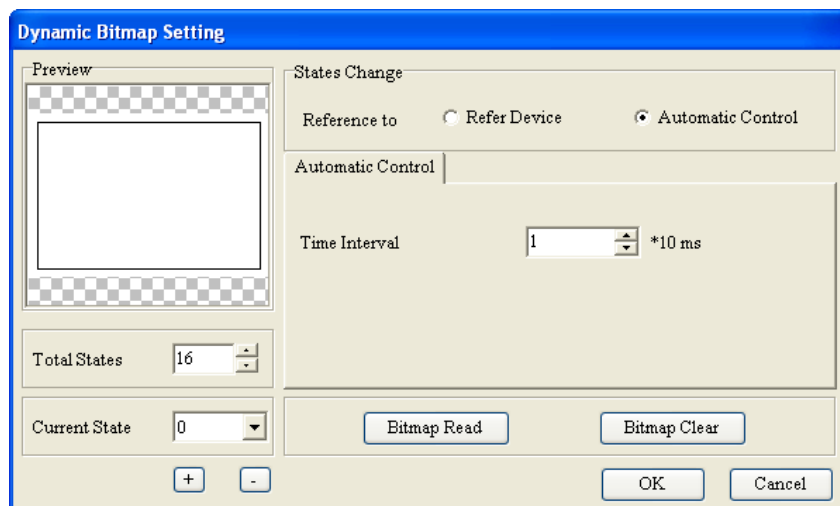 Dynamic Bitmap Setting
Preview
States Change
Reference to Refer Device Automatic Control
Automatic Control
Time Interval 1 *10 ms
Total States 16
Current State 0
Bitmap Read Bitmap Clear
+ -
OK Cancel